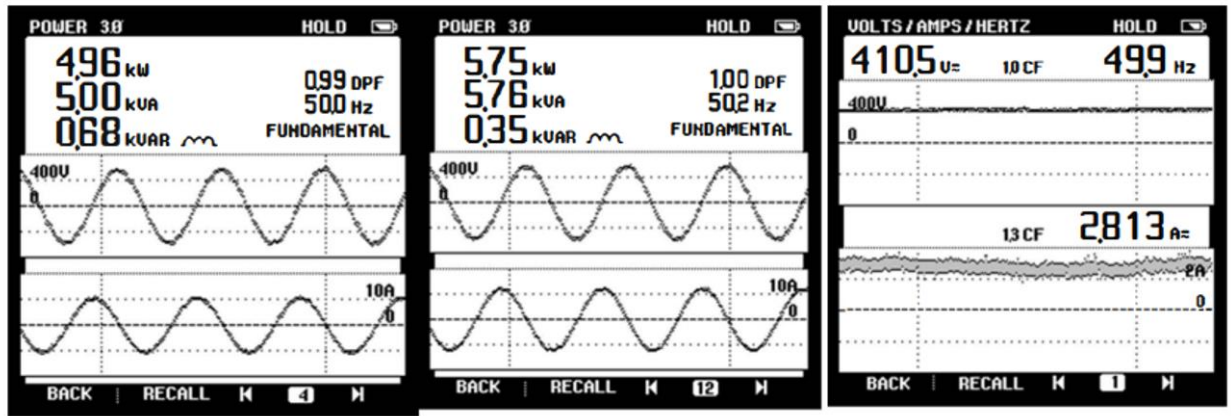 POWER 3.Ø HOLD
4.96 kW
5.00 kVA
0.68 kVAR
0.99 DPF
50.0 Hz
FUNDAMENTAL
400V
0
10A
0
BACK RECALL 4
POWER 3.Ø HOLD
5.75 kW
5.76 kVA
0.35 kVAR
1.00 DPF
50.2 Hz
FUNDAMENTAL
400V
0
10A
0
BACK RECALL 12
VOLTS/AMPS/HERTZ HOLD
410.5 V≂ 1.0 CF 49.9 Hz
400V
0
1.3 CF 2.813 A≂
2A
0
BACK RECALL 1